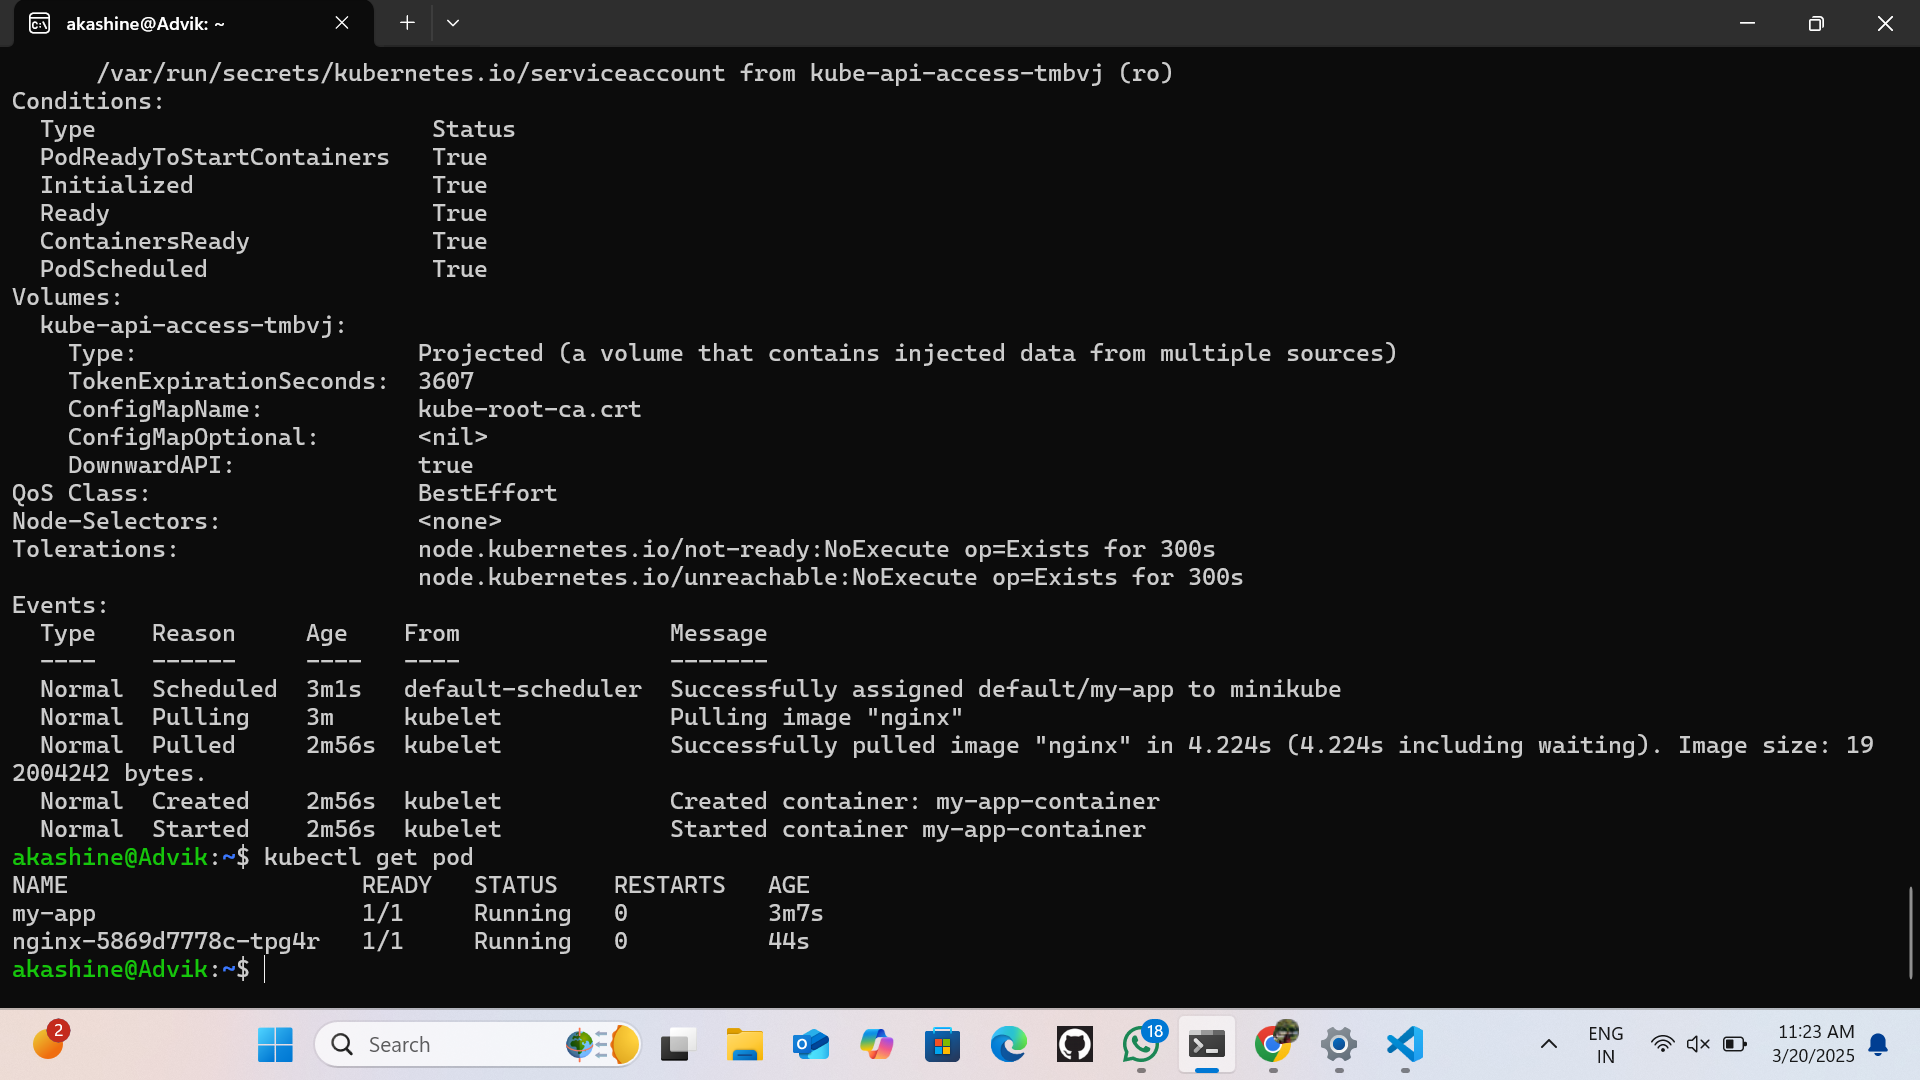 akashine@Advik: ~
/var/run/secrets/kubernetes.io/serviceaccount from kube-api-access-tmbvj (ro)
Conditions:
  Type                        Status
  PodReadyToStartContainers   True
  Initialized                 True
  Ready                       True
  ContainersReady             True
  PodScheduled                True
Volumes:
  kube-api-access-tmbvj:
    Type:                    Projected (a volume that contains injected data from multiple sources)
    TokenExpirationSeconds:  3607
    ConfigMapName:           kube-root-ca.crt
    ConfigMapOptional:       <nil>
    DownwardAPI:             true
QoS Class:                   BestEffort
Node-Selectors:              <none>
Tolerations:                 node.kubernetes.io/not-ready:NoExecute op=Exists for 300s
                             node.kubernetes.io/unreachable:NoExecute op=Exists for 300s
Events:
  Type    Reason     Age    From               Message
  ----    ------     ----   ----               -------
  Normal  Scheduled  3m1s   default-scheduler  Successfully assigned default/my-app to minikube
  Normal  Pulling    3m     kubelet            Pulling image "nginx"
  Normal  Pulled     2m56s  kubelet            Successfully pulled image "nginx" in 4.224s (4.224s including waiting). Image size: 19
2004242 bytes.
  Normal  Created    2m56s  kubelet            Created container: my-app-container
  Normal  Started    2m56s  kubelet            Started container my-app-container
akashine@Advik:~$ kubectl get pod
NAME                     READY   STATUS    RESTARTS   AGE
my-app                   1/1     Running   0          3m7s
nginx-5869d7778c-tpg4r   1/1     Running   0          44s
akashine@Advik:~$
2
Search
18
ENG
IN
11:23 AM
3/20/2025